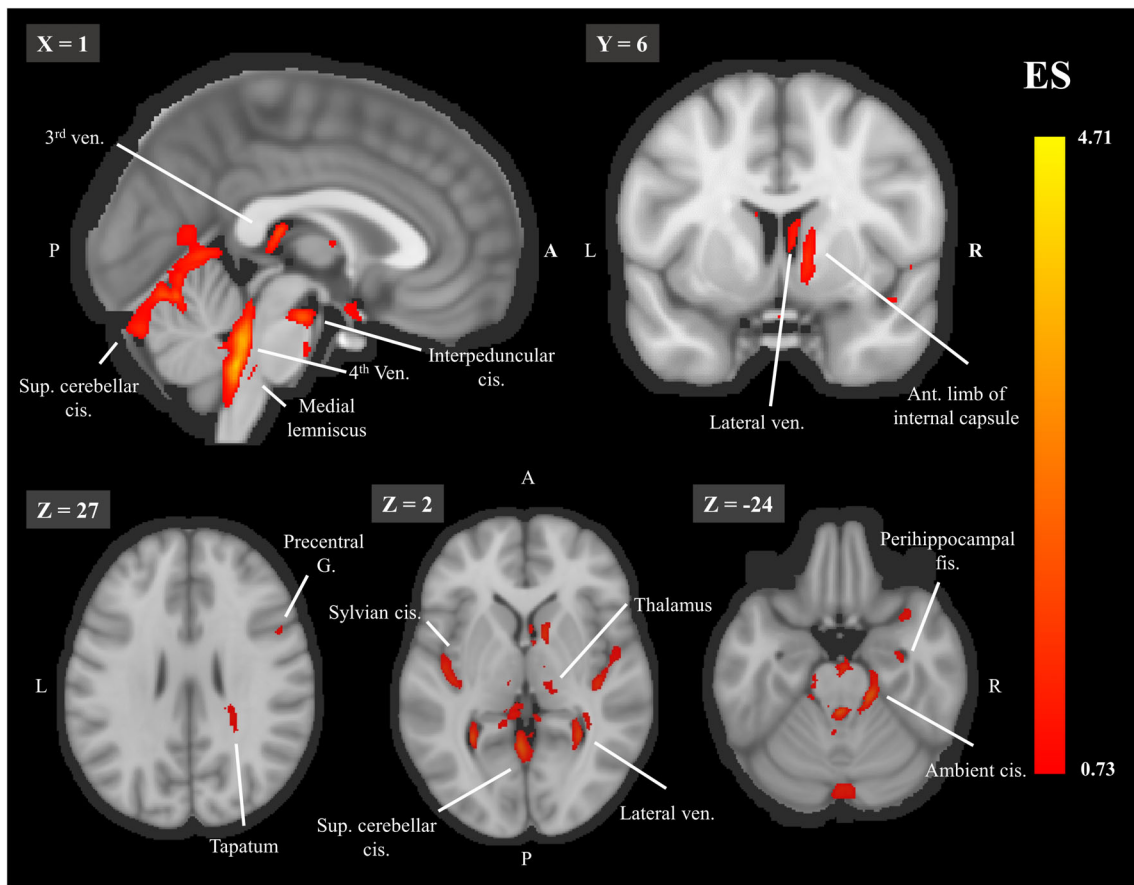 X = 1
Y = 6
ES
4.71
3rd ven.
P
A
L
R
Sup. cerebellar
cis.
4th Ven.
Medial
lemniscus
Interpeduncular
cis.
Lateral ven.
Ant. limb of
internal capsule
0.73
Z = 27
Z = 2
Z = -24
A
Precentral
G.
Sylvian cis.
Thalamus
Perihippocampal
fis.
L
R
Tapatum
Sup. cerebellar
cis.
Lateral ven.
Ambient cis.
P